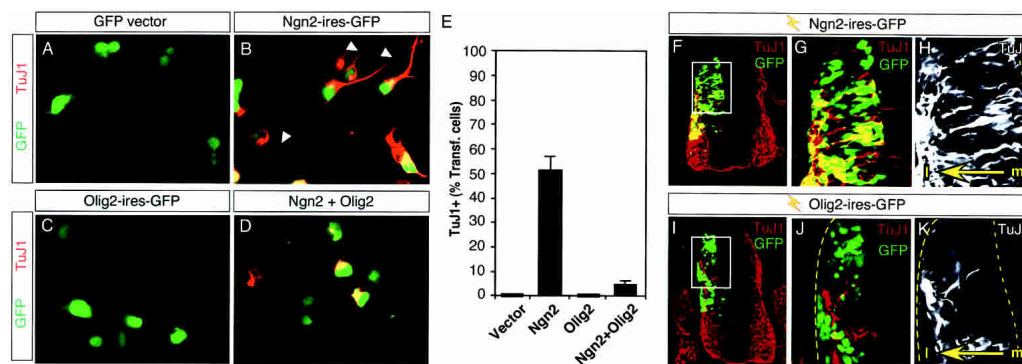 GFP vector
Ngn2-ires-GFP
A
B
TuJ1
GFP
Olig2-ires-GFP
Ngn2 + Olig2
C
D
TuJ1
GFP
E
TuJ1+ (% Transf. cells)
100
90
80
70
60
50
40
30
20
10
0
Vector
Ngn2
Olig2
Ngn2+Olig2
Ngn2-ires-GFP
F
TuJ1
GFP
G
TuJ1
GFP
H
TuJ
l
m
Olig2-ires-GFP
I
TuJ1
GFP
J
TuJ1
GFP
K
TuJ
l
m